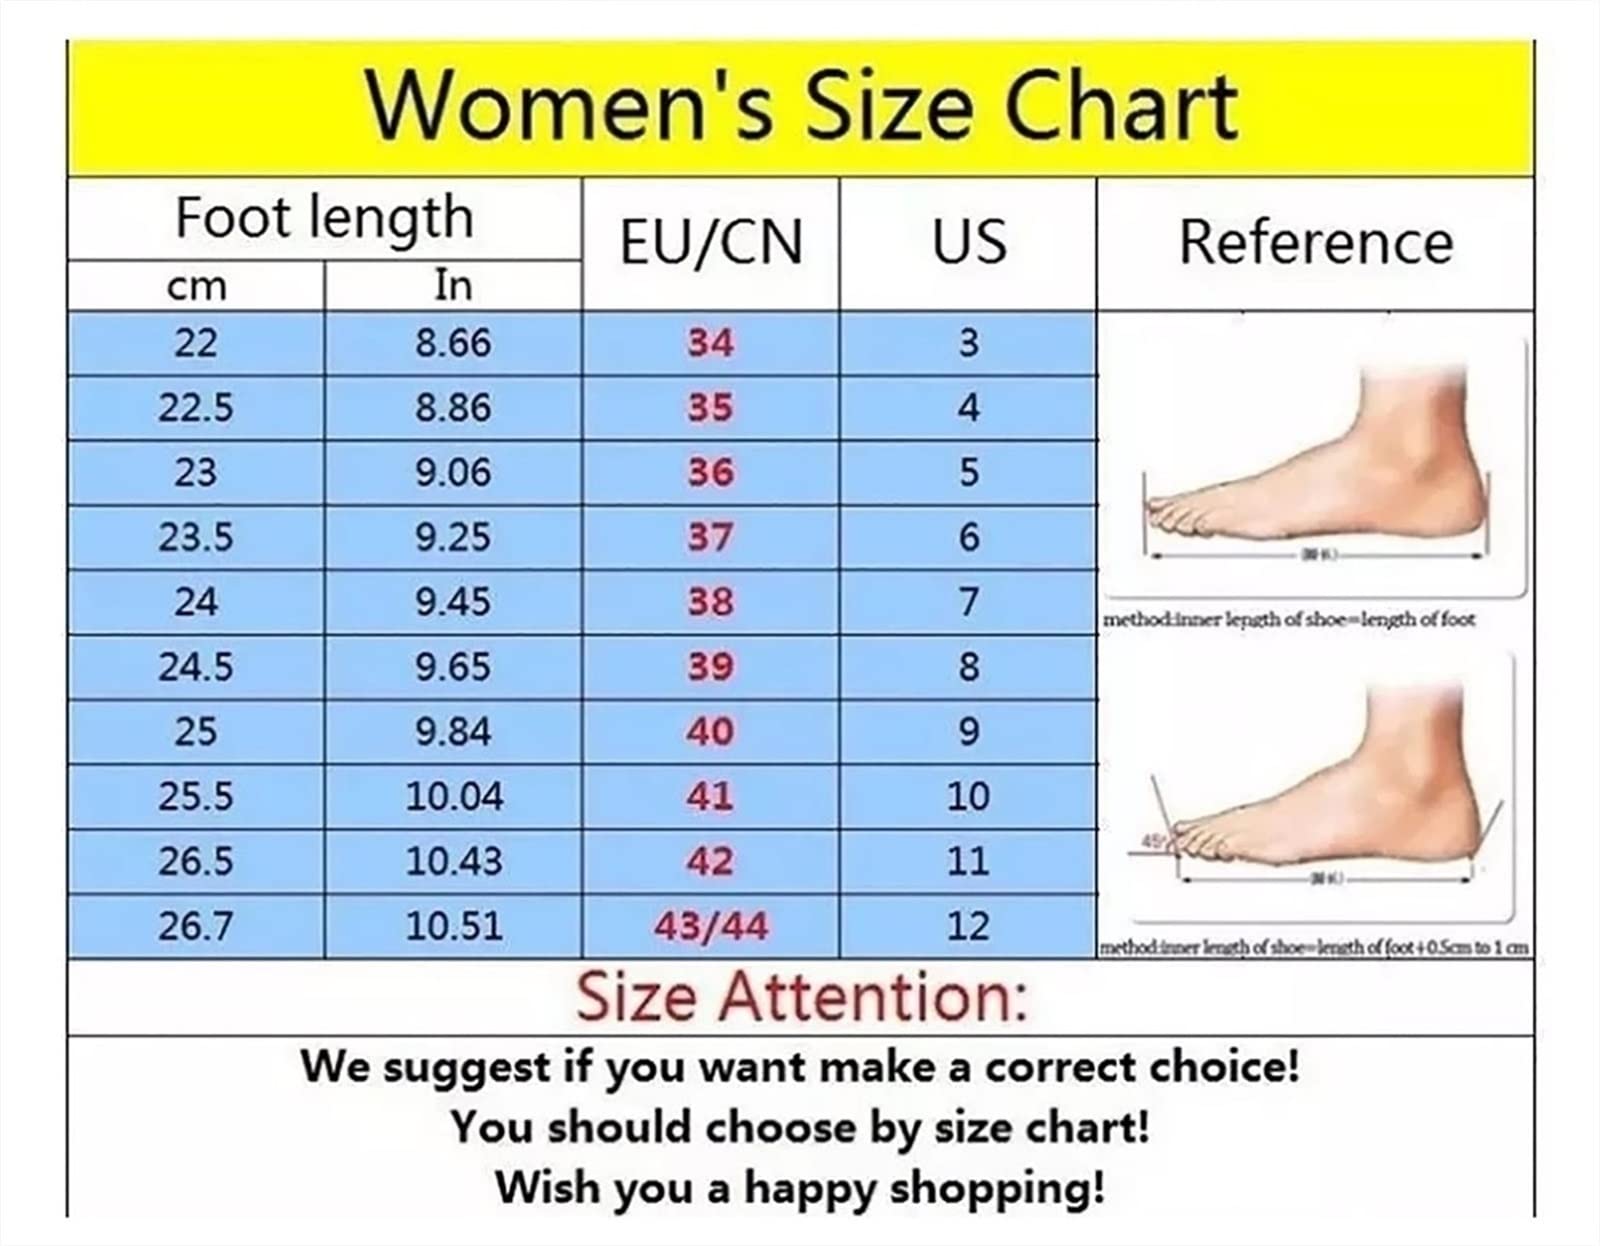 Women's Size Chart
Foot length EU/CN US Reference
cm In
22 8.66 34 3
22.5 8.86 35 4
23 9.06 36 5
23.5 9.25 37 6
24 9.45 38 7
24.5 9.65 39 8
25 9.84 40 9
25.5 10.04 41 10
26.5 10.43 42 11
26.7 10.51 43/44 12
method:inner length of shoe=length of foot
45°
method:inner length of shoe=length of foot+0.5cm to 1 cm
Size Attention:
We suggest if you want make a correct choice!
You should choose by size chart!
Wish you a happy shopping!